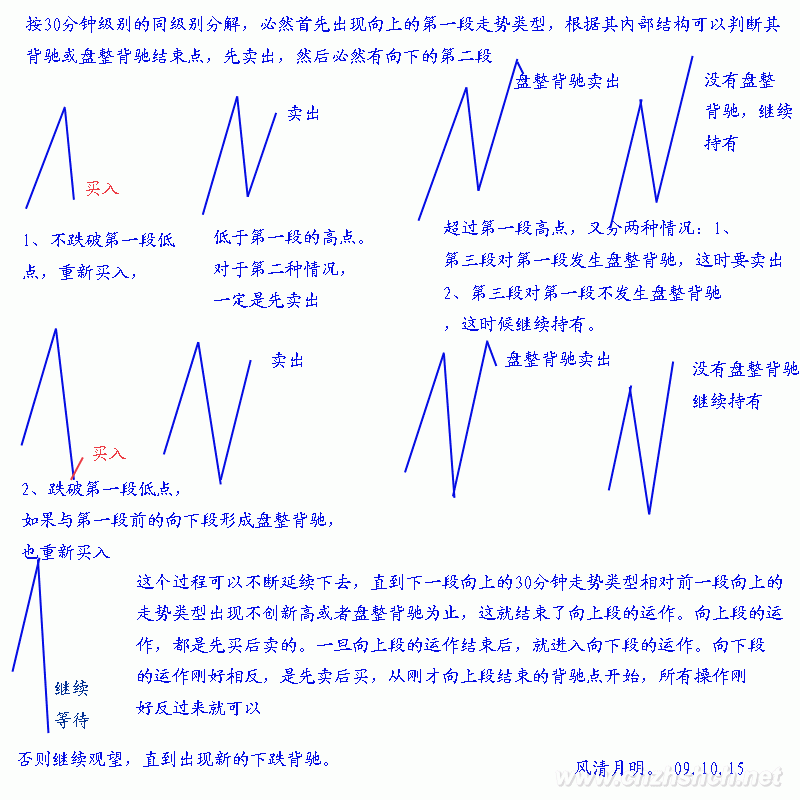 按30分钟级别的同级别分解，必然首先出现向上的第一段走势类型，根据其内部结构可以判断其
背驰或盘整背驰结束点，先卖出，然后必然有向下的第二段
买入
卖出
盘整背驰卖出
没有盘整
背驰，继续
持有
1、不跌破第一段低
点，重新买入，
低于第一段的高点。
对于第二种情况，
一定是先卖出
超过第一段高点，又分两种情况：1、
第三段对第一段发生盘整背驰，这时要卖出
2、第三段对第一段不发生盘整背驰
，这时候继续持有。
买入
卖出
盘整背驰卖出
没有盘整背驰
继续持有
2、跌破第一段低点，
如果与第一段前的向下段形成盘整背驰，
也重新买入
这个过程可以不断延续下去，直到下一段向上的30分钟走势类型相对前一段向上的
走势类型出现不创新高或者盘整背驰为止，这就结束了向上段的运作。向上段的运
作，都是先买后卖的。一旦向上段的运作结束后，就进入向下段的运作。向下段
的运作刚好相反，是先卖后买，从刚才向上段结束的背驰点开始，所有操作刚
好反过来就可以
继续
等待
否则继续观望，直到出现新的下跌背驰。
风清月明。 09.10.15
www.cnzhshch.net